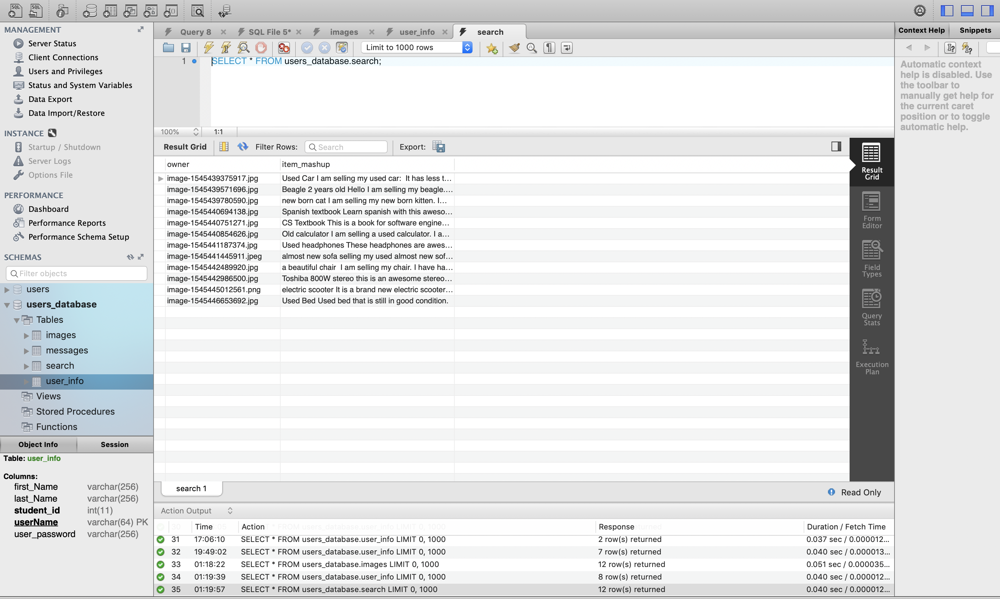 SQL
SQL
f()
MANAGEMENT
Server Status
Client Connections
Users and Privileges
Status and System Variables
Data Export
Data Import/Restore
INSTANCE
Startup / Shutdown
Server Logs
Options File
PERFORMANCE
Dashboard
Performance Reports
Performance Schema Setup
SCHEMAS
Filter objects
users
users_database
Tables
images
messages
search
user_info
Views
Stored Procedures
Functions
Object Info Session
Table: user_info
Columns:
first_Name varchar(256)
last_Name varchar(256)
student_id int(11)
userName varchar(64) PK
user_password varchar(256)
Query 8 SQL File 5* images user_info search
Limit to 1000 rows
1 SELECT * FROM users_database.search;
100% 1:1
Result Grid Filter Rows: Search Export:
owner item_mashup
image-1545439375917.jpg Used Car I am selling my used car:  It has less t...
image-1545439571696.jpg Beagle 2 years old Hello I am selling my beagle....
image-1545439780590.jpg new born cat I am selling my new born kitten. I...
image-1545440694138.jpg Spanish textbook Learn spanish with this aweso...
image-1545440751271.jpg CS Textbook This is a book for software engine...
image-1545440854626.jpg Old calculator I am selling a used calculator. I a...
image-1545441187374.jpg Used headphones These headphones are awes...
image-1545441445911.jpeg almost new sofa selling my used almost new sof...
image-1545442489920.jpg a beautiful chair  I am selling my chair. I have ha...
image-1545442986500.jpg Toshiba 800W stereo this is an awesome stereo...
image-1545445012561.png electric scooter It is a brand new electric scooter...
image-1545446653692.jpg Used Bed Used bed that is still in good condition.
Result
Grid
Form
Editor
Field
Types
Query
Stats
Execution
Plan
search 1
Read Only
Action Output
Time Action Response Duration / Fetch Time
30 :05 * FROM users_database.user_info LIMIT 0, 1000 returned
31 17:06:10 SELECT * FROM users_database.user_info LIMIT 0, 1000 2 row(s) returned 0.037 sec / 0.000012...
32 19:49:02 SELECT * FROM users_database.user_info LIMIT 0, 1000 7 row(s) returned 0.040 sec / 0.000013...
33 01:18:22 SELECT * FROM users_database.images LIMIT 0, 1000 12 row(s) returned 0.051 sec / 0.000035...
34 01:19:39 SELECT * FROM users_database.user_info LIMIT 0, 1000 8 row(s) returned 0.040 sec / 0.000012...
35 01:19:57 SELECT * FROM users_database.search LIMIT 0, 1000 12 row(s) returned 0.040 sec / 0.000012...
Context Help Snippets
Automatic context
help is disabled. Use
the toolbar to
manually get help for
the current caret
position or to toggle
automatic help.